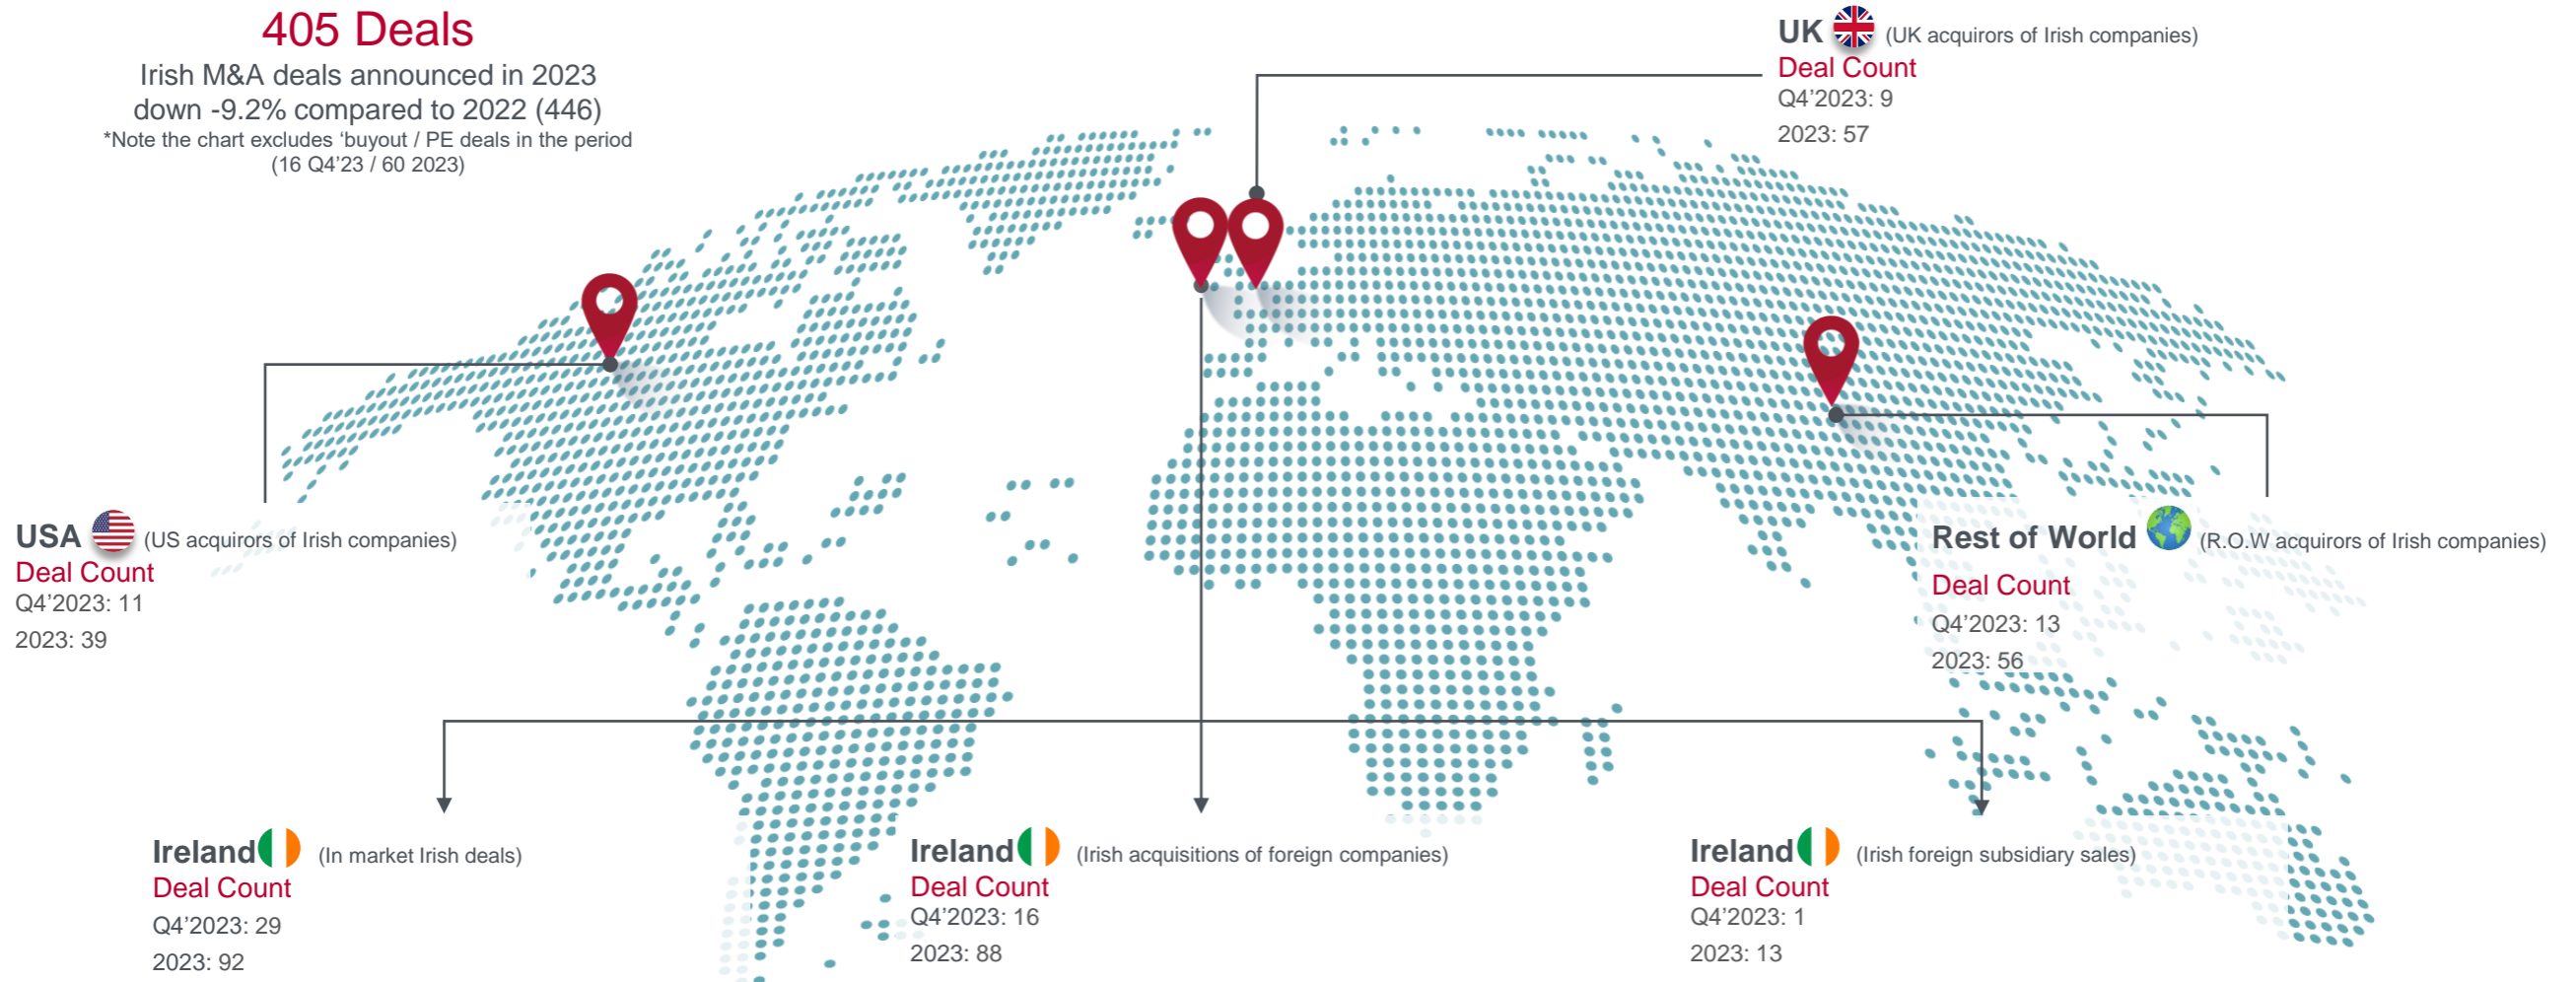 405 Deals
Irish M&A deals announced in 2023
down -9.2% compared to 2022 (446)
*Note the chart excludes ‘buyout / PE deals in the period
(16 Q4’23 / 60 2023)
UK (UK acquirors of Irish companies)
Deal Count
Q4’2023: 9
2023: 57
USA (US acquirors of Irish companies)
Deal Count
Q4’2023: 11
2023: 39
Rest of World (R.O.W acquirors of Irish companies)
Deal Count
Q4’2023: 13
2023: 56
Ireland (In market Irish deals)
Deal Count
Q4’2023: 29
2023: 92
Ireland (Irish acquisitions of foreign companies)
Deal Count
Q4’2023: 16
2023: 88
Ireland (Irish foreign subsidiary sales)
Deal Count
Q4’2023: 1
2023: 13